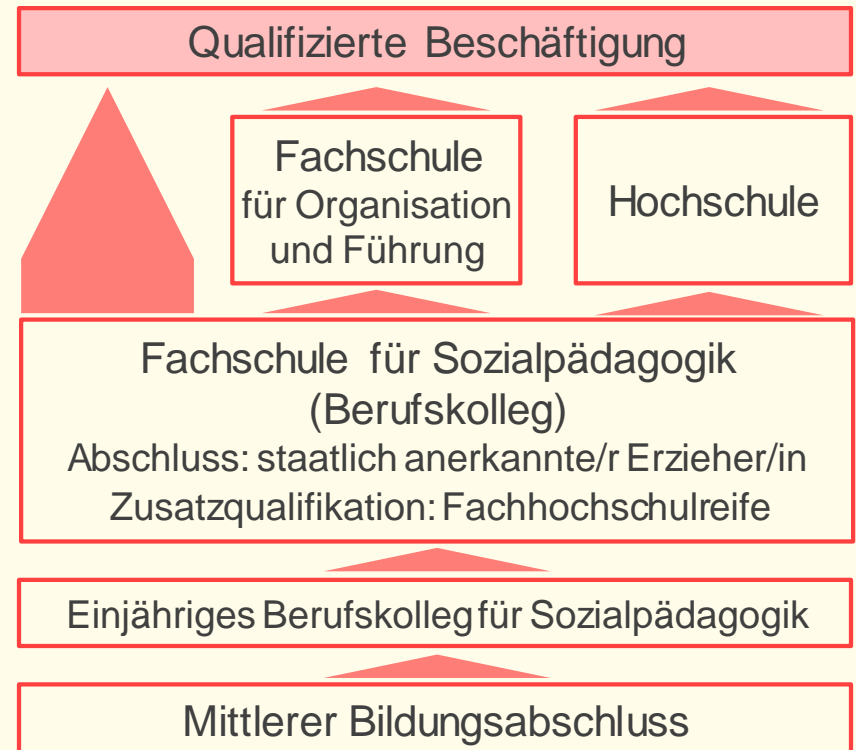 Qualifizierte Beschäftigung
Fachschule
für Organisation
und Führung
Hochschule
Fachschule für Sozialpädagogik
(Berufskolleg)
Abschluss: staatlich anerkannte/r Erzieher/in
Zusatzqualifikation: Fachhochschulreife
Einjähriges Berufskolleg für Sozialpädagogik
Mittlerer Bildungsabschluss